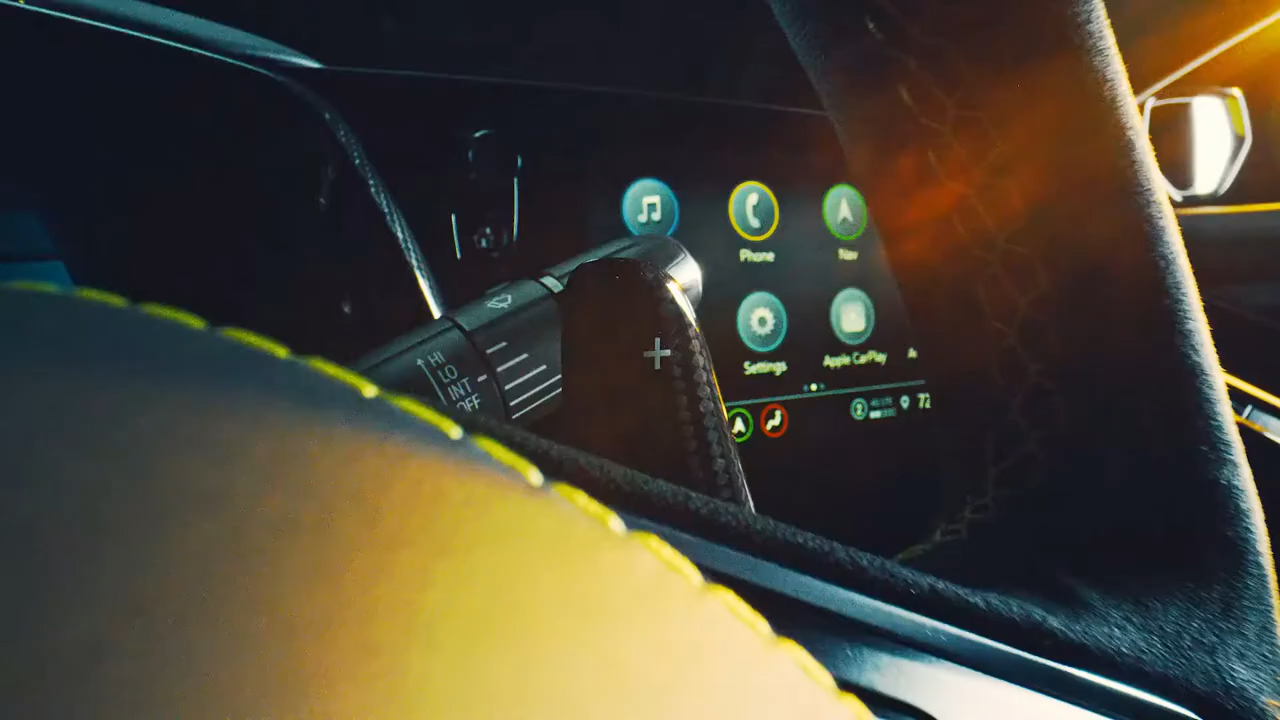 Phone
Nav
Settings
Apple CarPlay
A
HI
LO
INT
OFF
+
2
72